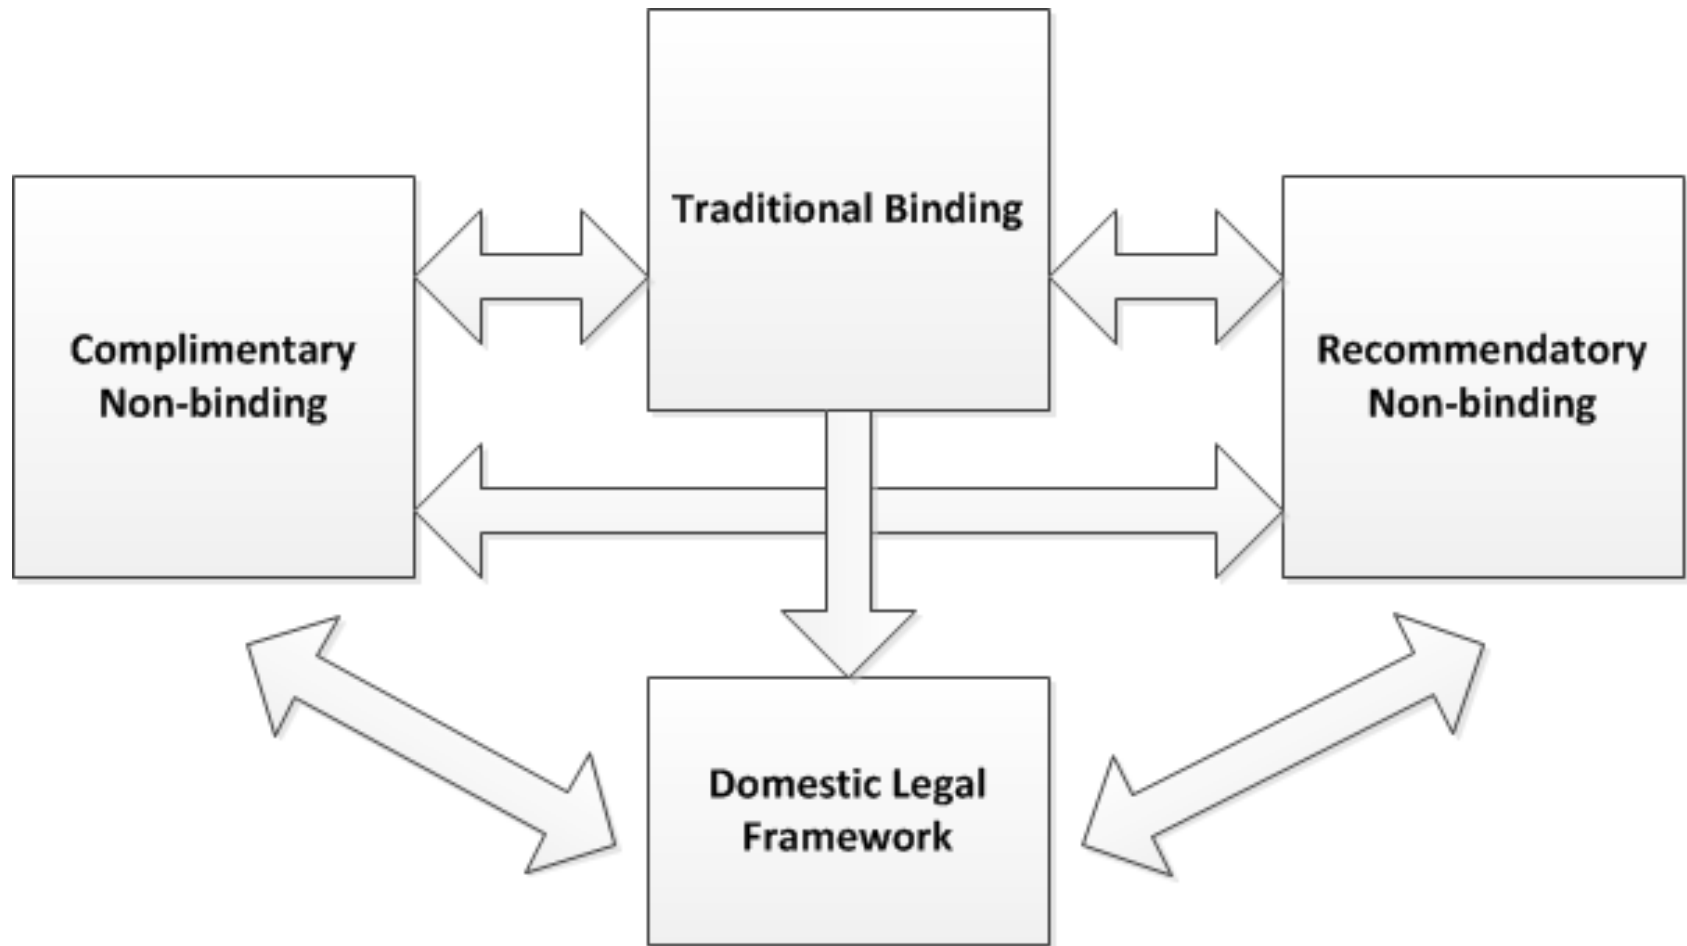 Traditional Binding
Complimentary
Non-binding
Recommendatory
Non-binding
Domestic Legal
Framework